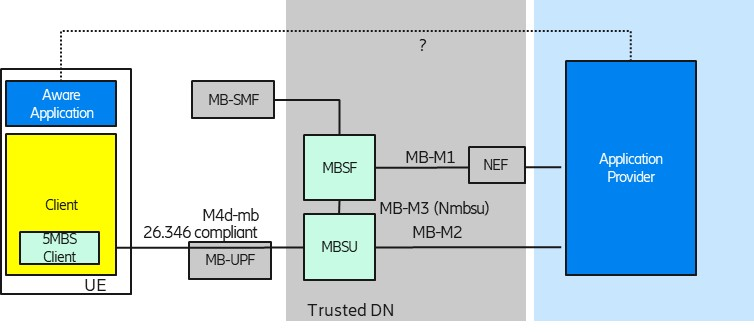 ?
Aware
Application
MB-SMF
MBSF
MB-M1
NEF
Application
Provider
Client
M4d-mb
26.346 compliant
MB-M3 (Nmbsu)
MB-M2
5MBS
Client
MB-UPF
MBSU
UE
Trusted DN